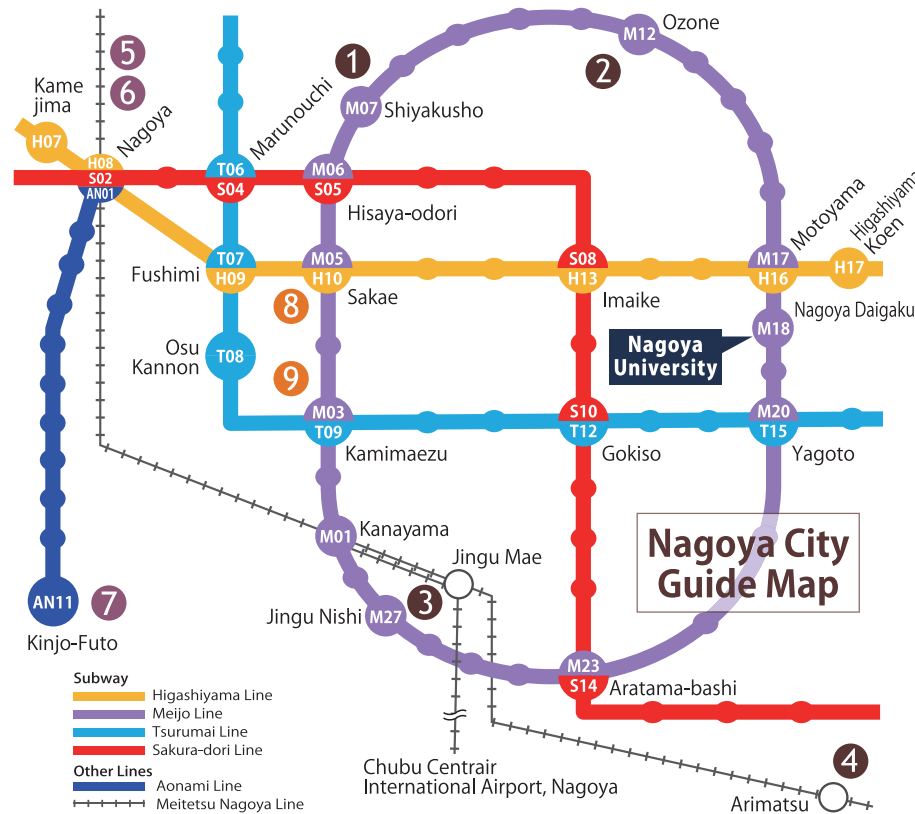 M12
Ozone
5
1
2
6
Kame
jima
Marunouchi
M07
Shiyakusho
H07
Nagoya
H08
S02
AN01
T06
S04
M06
S05
Hisaya-odori
Motoyama
Higashiyama
Koen
T07
H09
Fushimi
M05
H10
Sakae
S08
H13
Imaike
M17
H16
H17
8
Nagoya Daigaku
M18
Nagoya
University
Osu
Kannon
T08
9
M03
T09
Kamimaezu
S10
T12
Gokiso
M20
T15
Yagoto
Kanayama
M01
Jingu Mae
Nagoya City
Guide Map
AN11
7
3
Kinjo-Futo
Jingu Nishi
M27
M23
S14
Aratama-bashi
Subway
Higashiyama Line
Meijo Line
Tsurumai Line
Sakura-dori Line
Other Lines
Aonami Line
Meitetsu Nagoya Line
Chubu Centrair
International Airport, Nagoya
4
Arimatsu